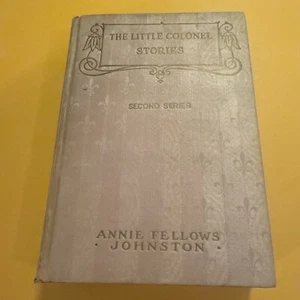 THE LITTLE COLONEL
STORIES
SECOND SERIES
ANNIE FELLOWS
· JOHNSTON ·